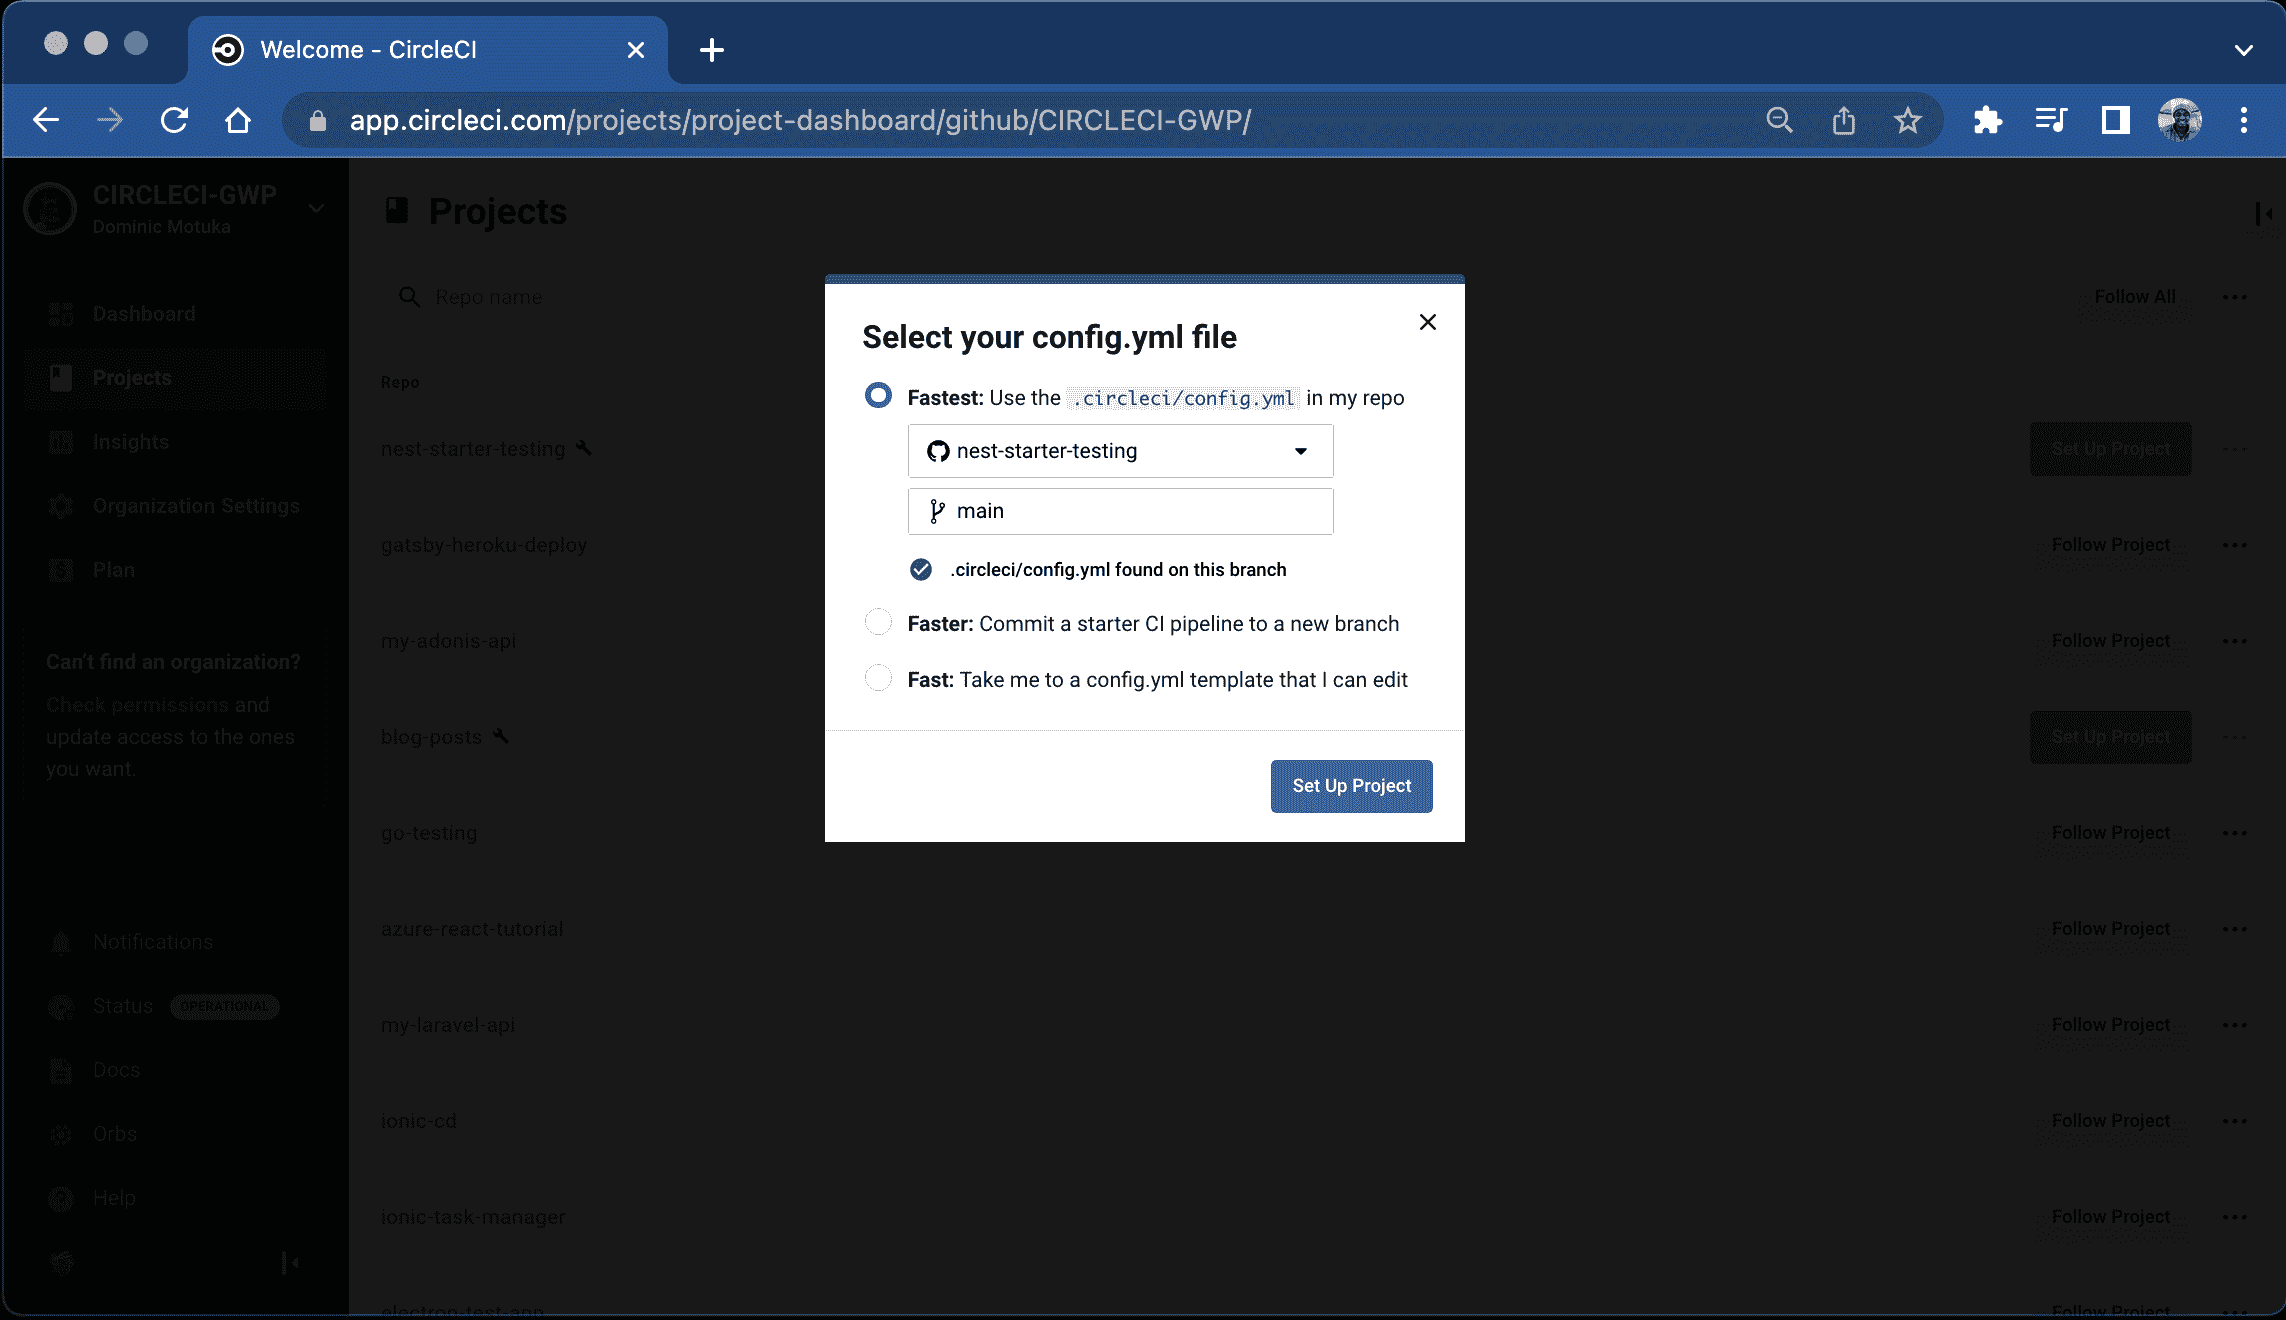 Welcome - CircleCI
app.circleci.com/projects/project-dashboard/github/CIRCLECI-GWP/
CIRCLECI-GWP
Dominic Motuka
Dashboard
Projects
Insights
Organization Settings
Plan
Can't find an organization?
Check permissions and
update access to the ones
you want.
Notifications
Status OPERATIONAL
Docs
Orbs
Help
Projects
Repo name
Follow All
Repo
nest-starter-testing
Set Up Project
gatsby-heroku-deploy
Follow Project
my-adonis-api
Follow Project
blog-posts
Set Up Project
go-testing
Follow Project
azure-react-tutorial
Follow Project
my-laravel-api
Follow Project
ionic-cd
Follow Project
ionic-task-manager
Follow Project
electron-test-app
Follow Project
Select your config.yml file
Fastest: Use the .circleci/config.yml in my repo
nest-starter-testing
main
.circleci/config.yml found on this branch
Faster: Commit a starter CI pipeline to a new branch
Fast: Take me to a config.yml template that I can edit
Set Up Project